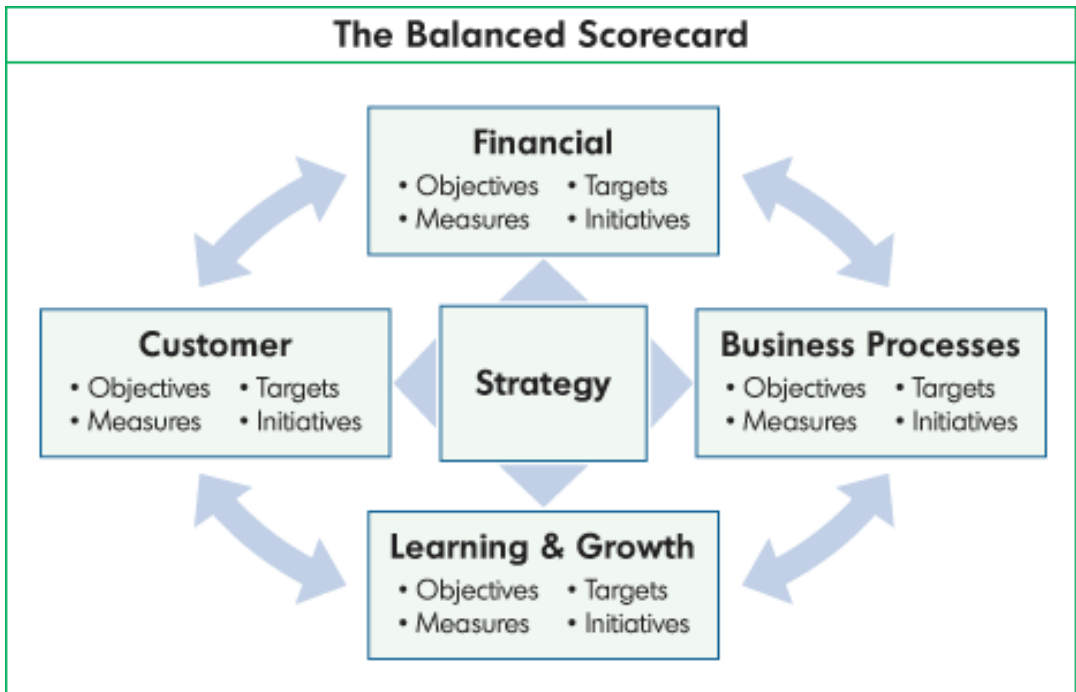 The Balanced Scorecard
Financial
• Objectives • Targets
• Measures • Initiatives
Customer
• Objectives • Targets
• Measures • Initiatives
Strategy
Business Processes
• Objectives • Targets
• Measures • Initiatives
Learning & Growth
• Objectives • Targets
• Measures • Initiatives